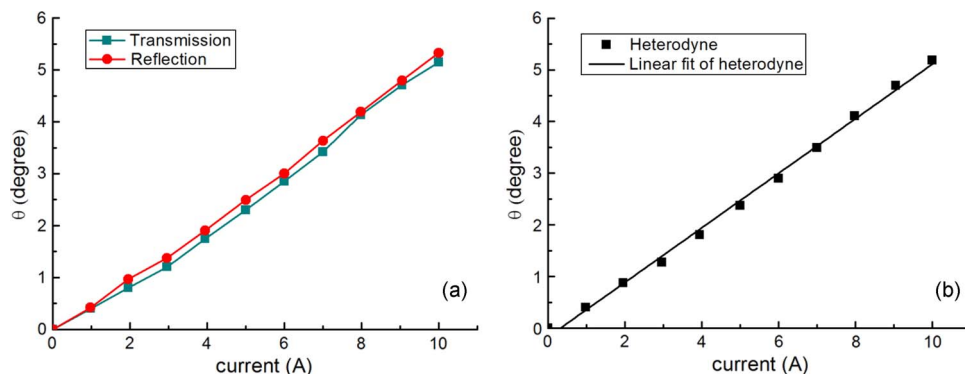 6
5
4
3
2
1
0
θ (degree)
Transmission
Reflection
(a)
0 2 4 6 8 10
current (A)
6
5
4
3
2
1
0
θ (degree)
Heterodyne
Linear fit of heterodyne
(b)
0 2 4 6 8 10
current (A)